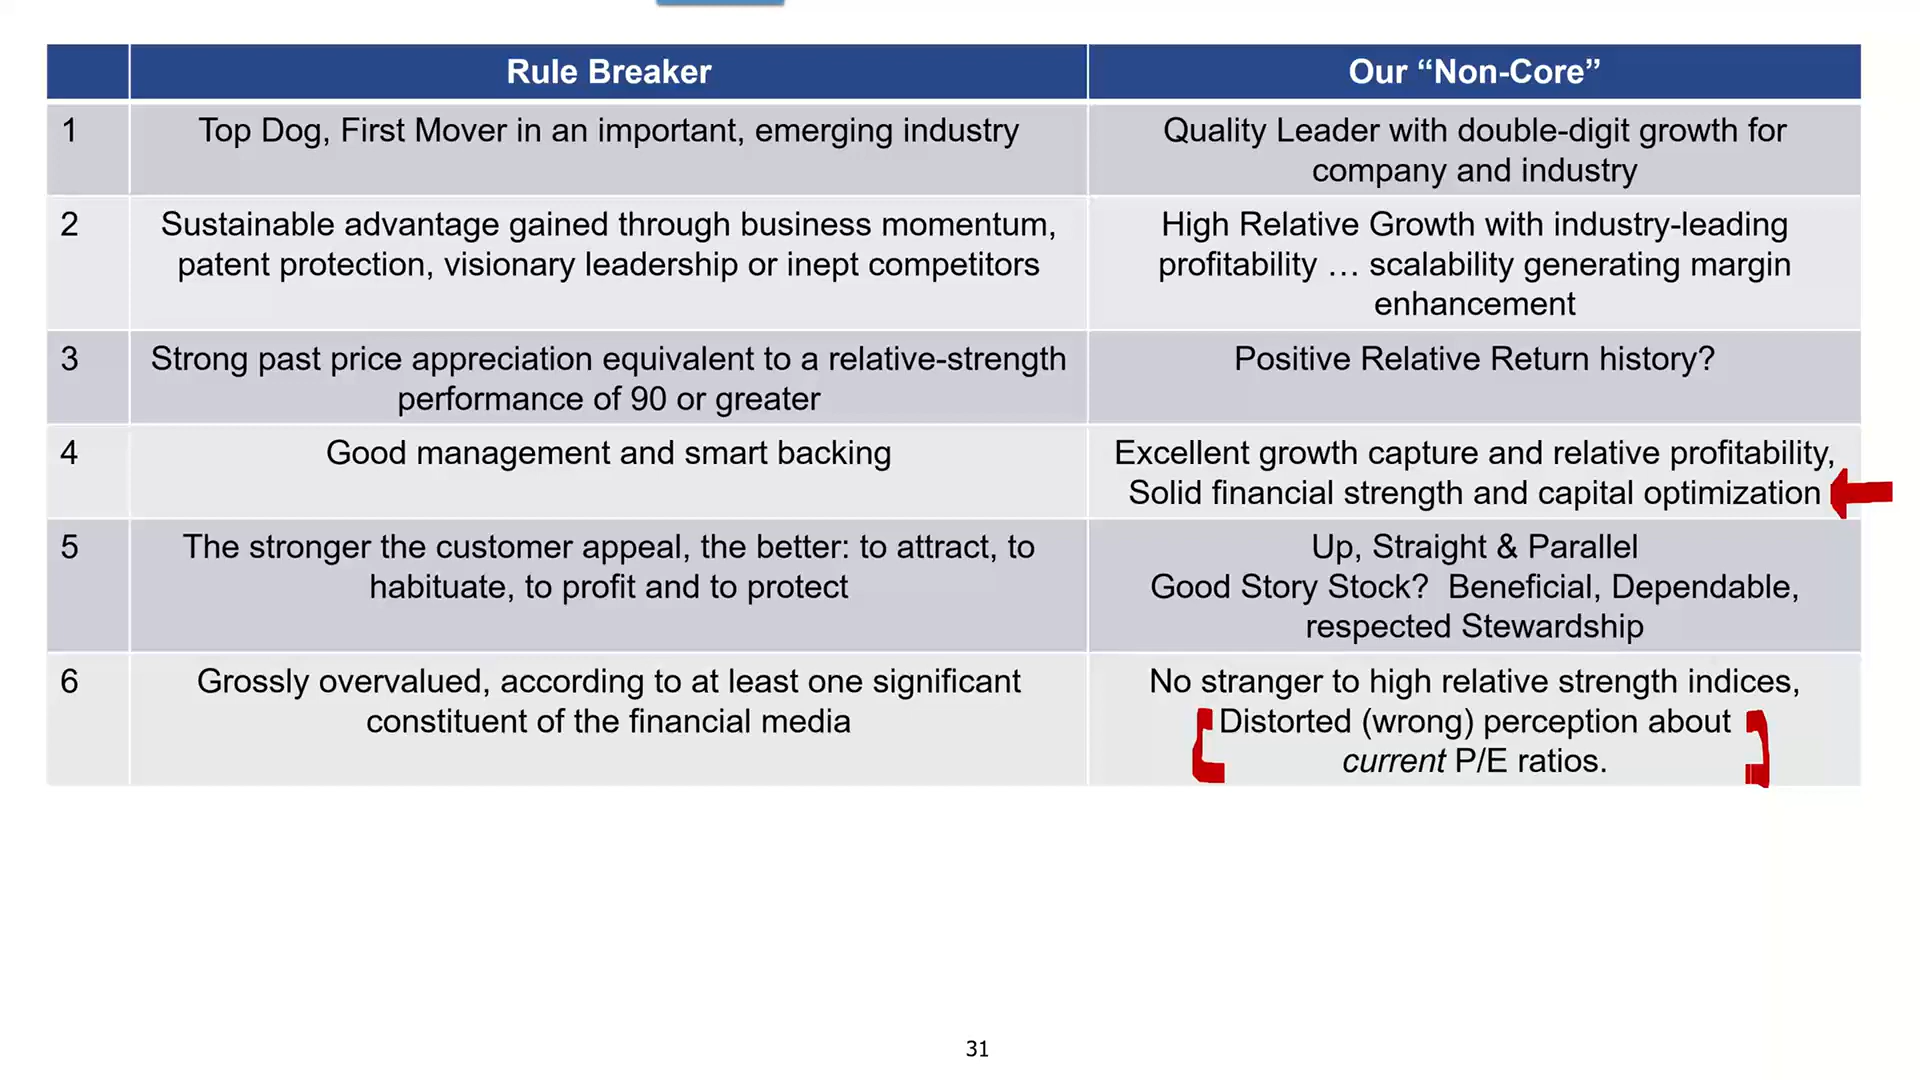 Rule Breaker
Our “Non-Core”
1
Top Dog, First Mover in an important, emerging industry
Quality Leader with double-digit growth for
company and industry
2
Sustainable advantage gained through business momentum,
patent protection, visionary leadership or inept competitors
High Relative Growth with industry-leading
profitability … scalability generating margin
enhancement
3
Strong past price appreciation equivalent to a relative-strength
performance of 90 or greater
Positive Relative Return history?
4
Good management and smart backing
Excellent growth capture and relative profitability,
Solid financial strength and capital optimization
5
The stronger the customer appeal, the better: to attract, to
habituate, to profit and to protect
Up, Straight & Parallel
Good Story Stock? Beneficial, Dependable,
respected Stewardship
6
Grossly overvalued, according to at least one significant
constituent of the financial media
No stranger to high relative strength indices,
Distorted (wrong) perception about
current P/E ratios.
31